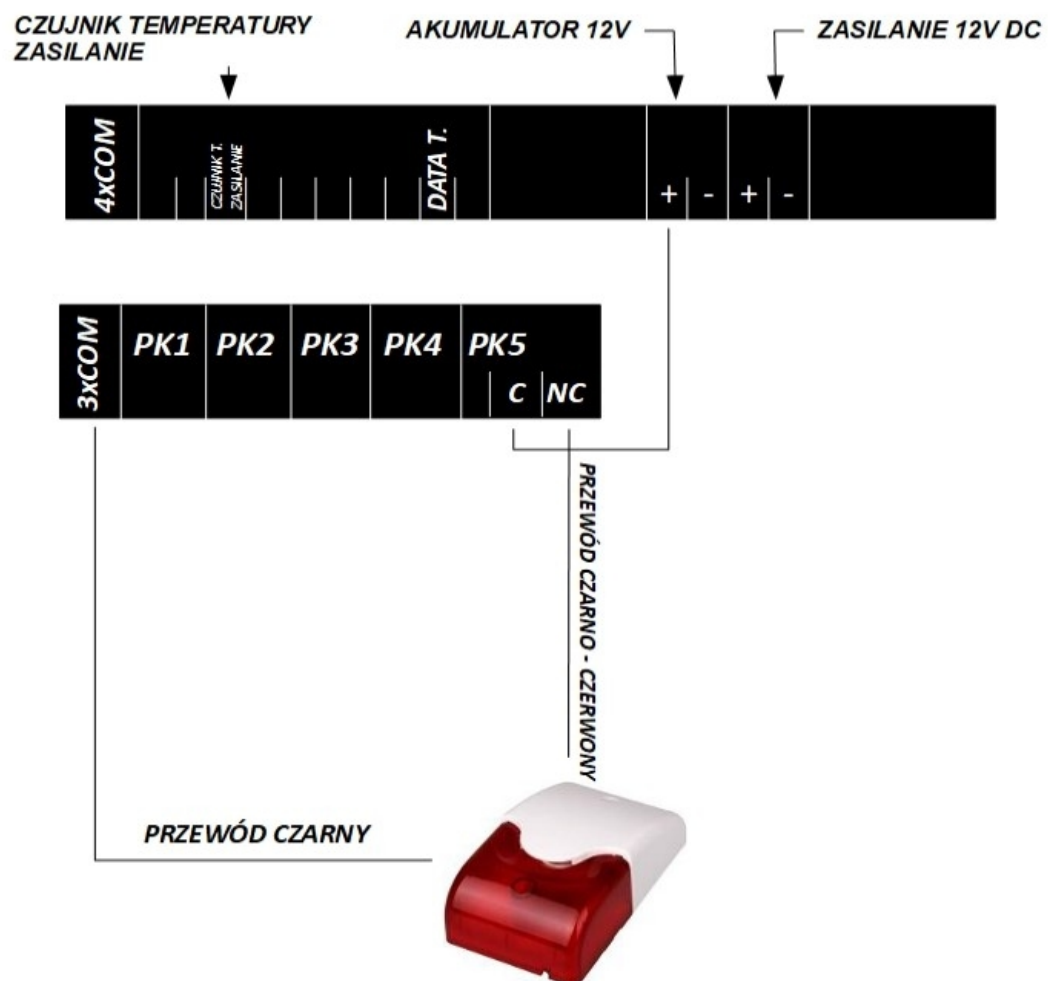 CZUJNIK TEMPERATURY
ZASILANIE
AKUMULATOR 12V
ZASILANIE 12V DC
4xCOM
CZUJNIK T.
ZASILANIE
DATA T.
+ - + -
3xCOM
PK1 PK2 PK3 PK4 PK5
C NC
PRZEWÓD CZARNO - CZERWONY
PRZEWÓD CZARNY